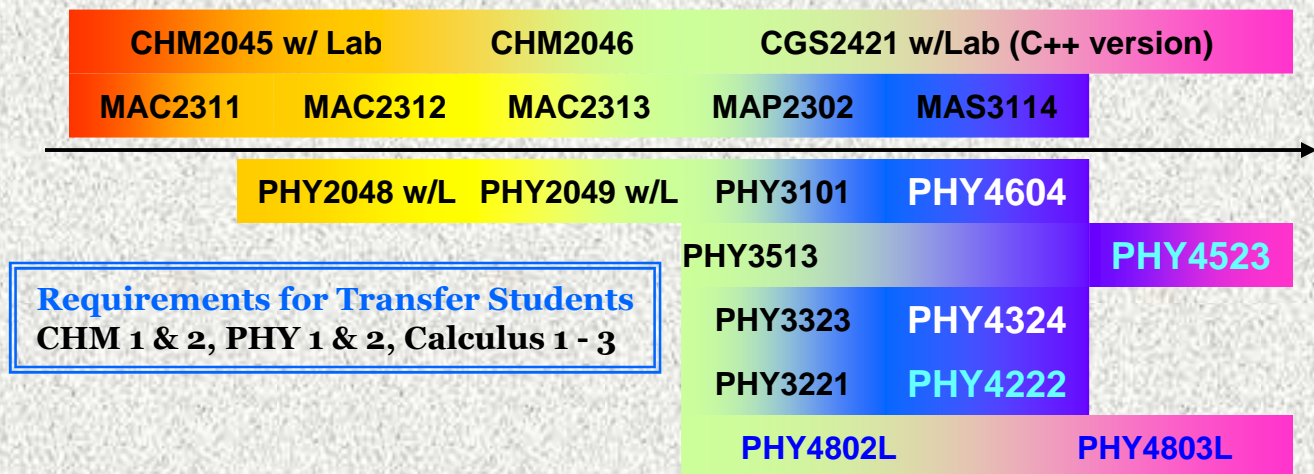 CHM2045 w/ Lab CHM2046 CGS2421 w/Lab (C++ version)
MAC2311 MAC2312 MAC2313 MAP2302 MAS3114
PHY2048 w/L PHY2049 w/L PHY3101 PHY4604
PHY3513 PHY4523
Requirements for Transfer Students
CHM 1 & 2, PHY 1 & 2, Calculus 1 - 3
PHY3323 PHY4324
PHY3221 PHY4222
PHY4802L PHY4803L